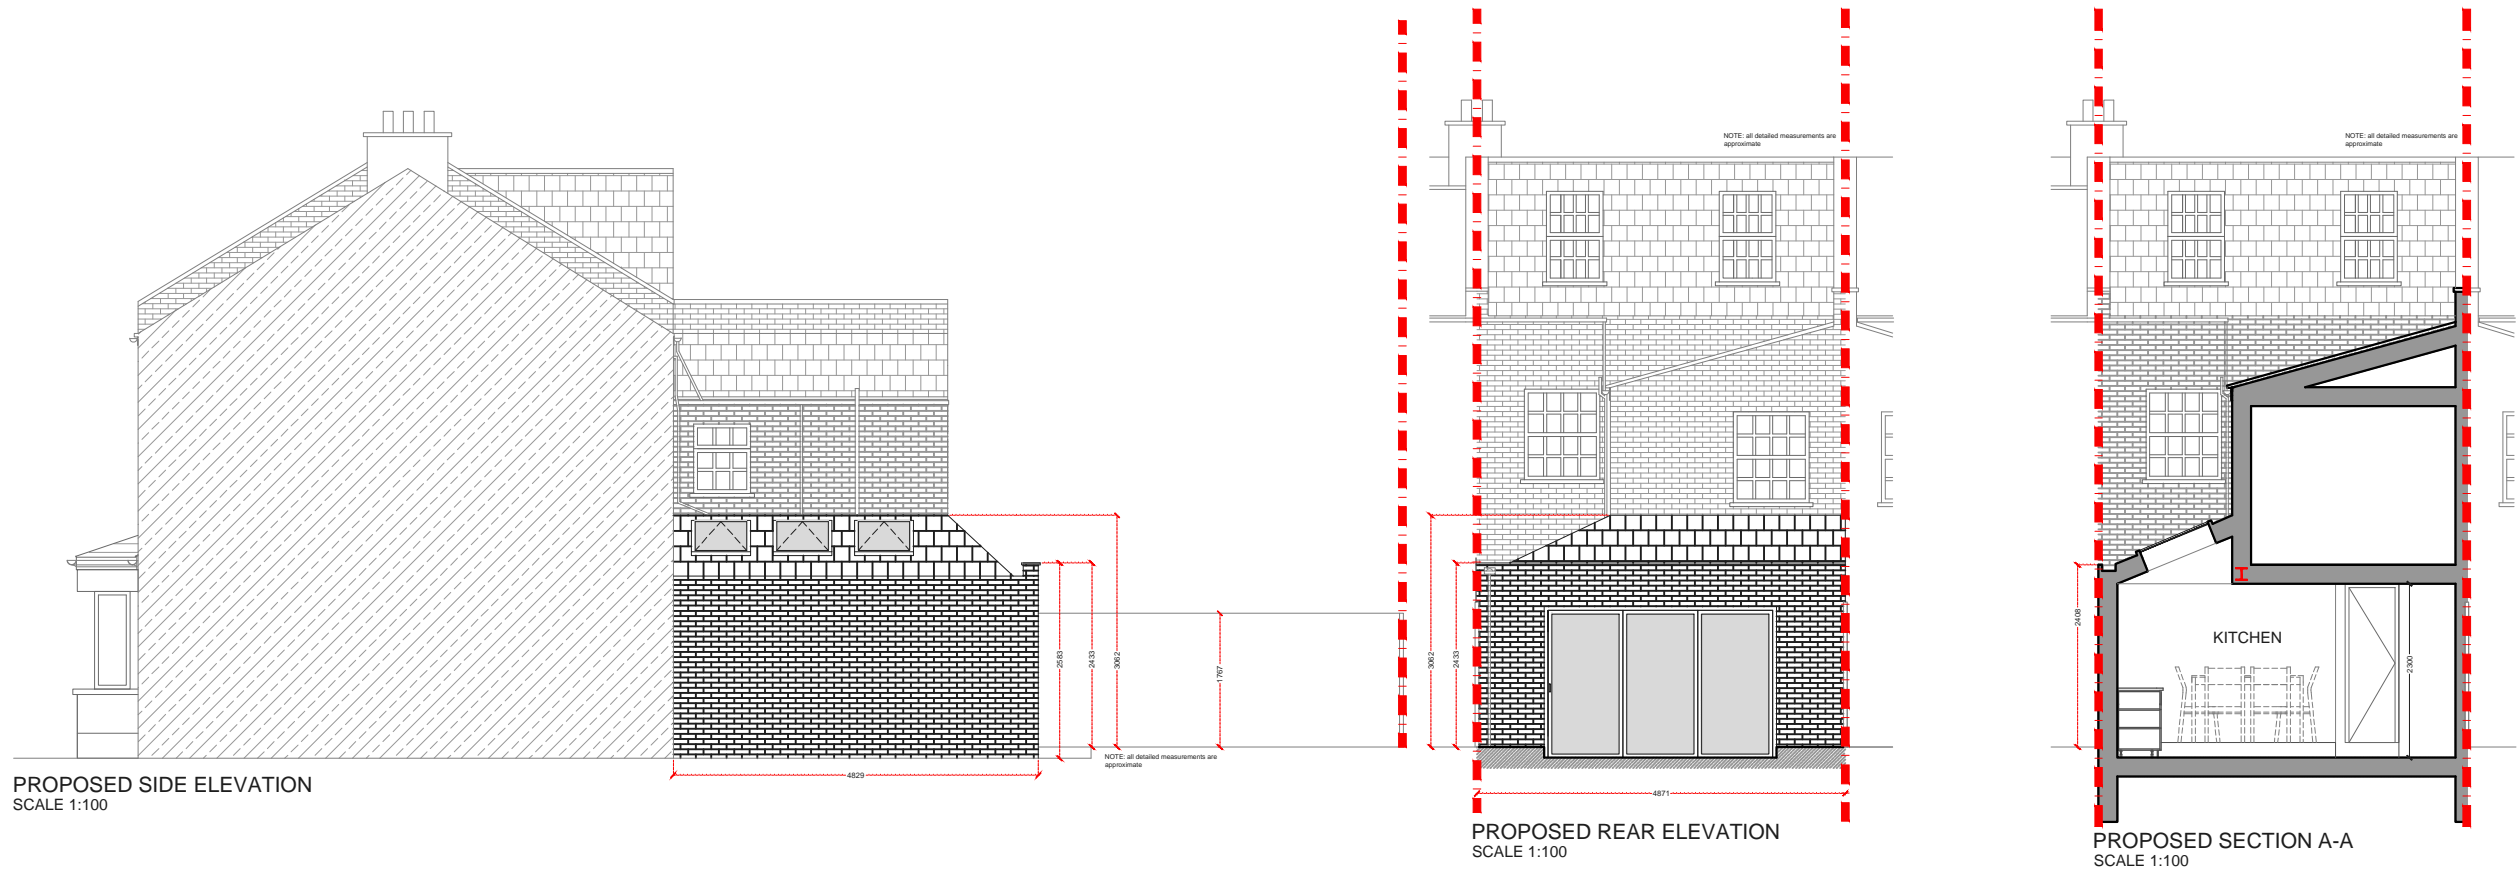 NOTE: all detailed measurements are
approximate
NOTE: all detailed measurements are
approximate
2583
2433
3062
1767
3062
2433
2408
KITCHEN
2300
NOTE: all detailed measurements are
approximate
4829
4871
PROPOSED SIDE ELEVATION
SCALE 1:100
PROPOSED REAR ELEVATION
SCALE 1:100
PROPOSED SECTION A-A
SCALE 1:100